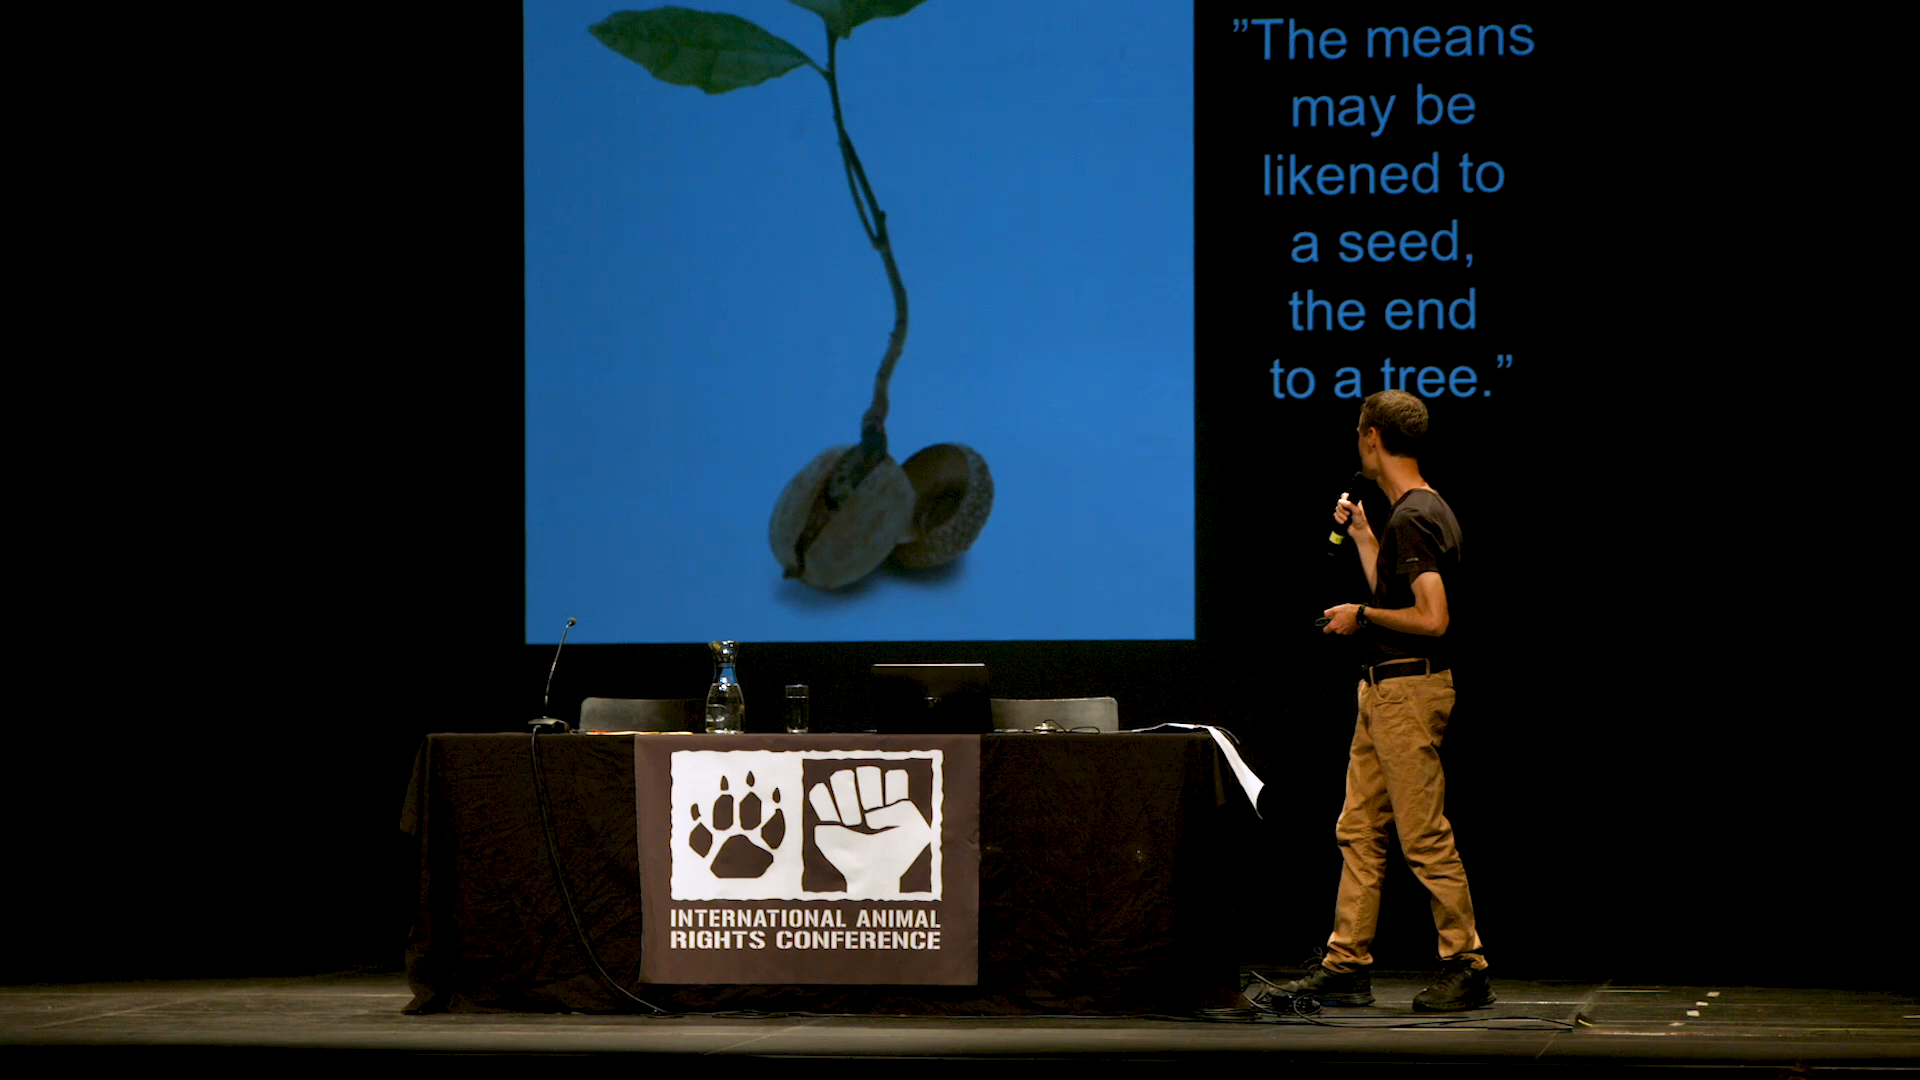 ”The means
may be
likened to
a seed,
the end
to a tree.”
INTERNATIONAL ANIMAL
RIGHTS CONFERENCE